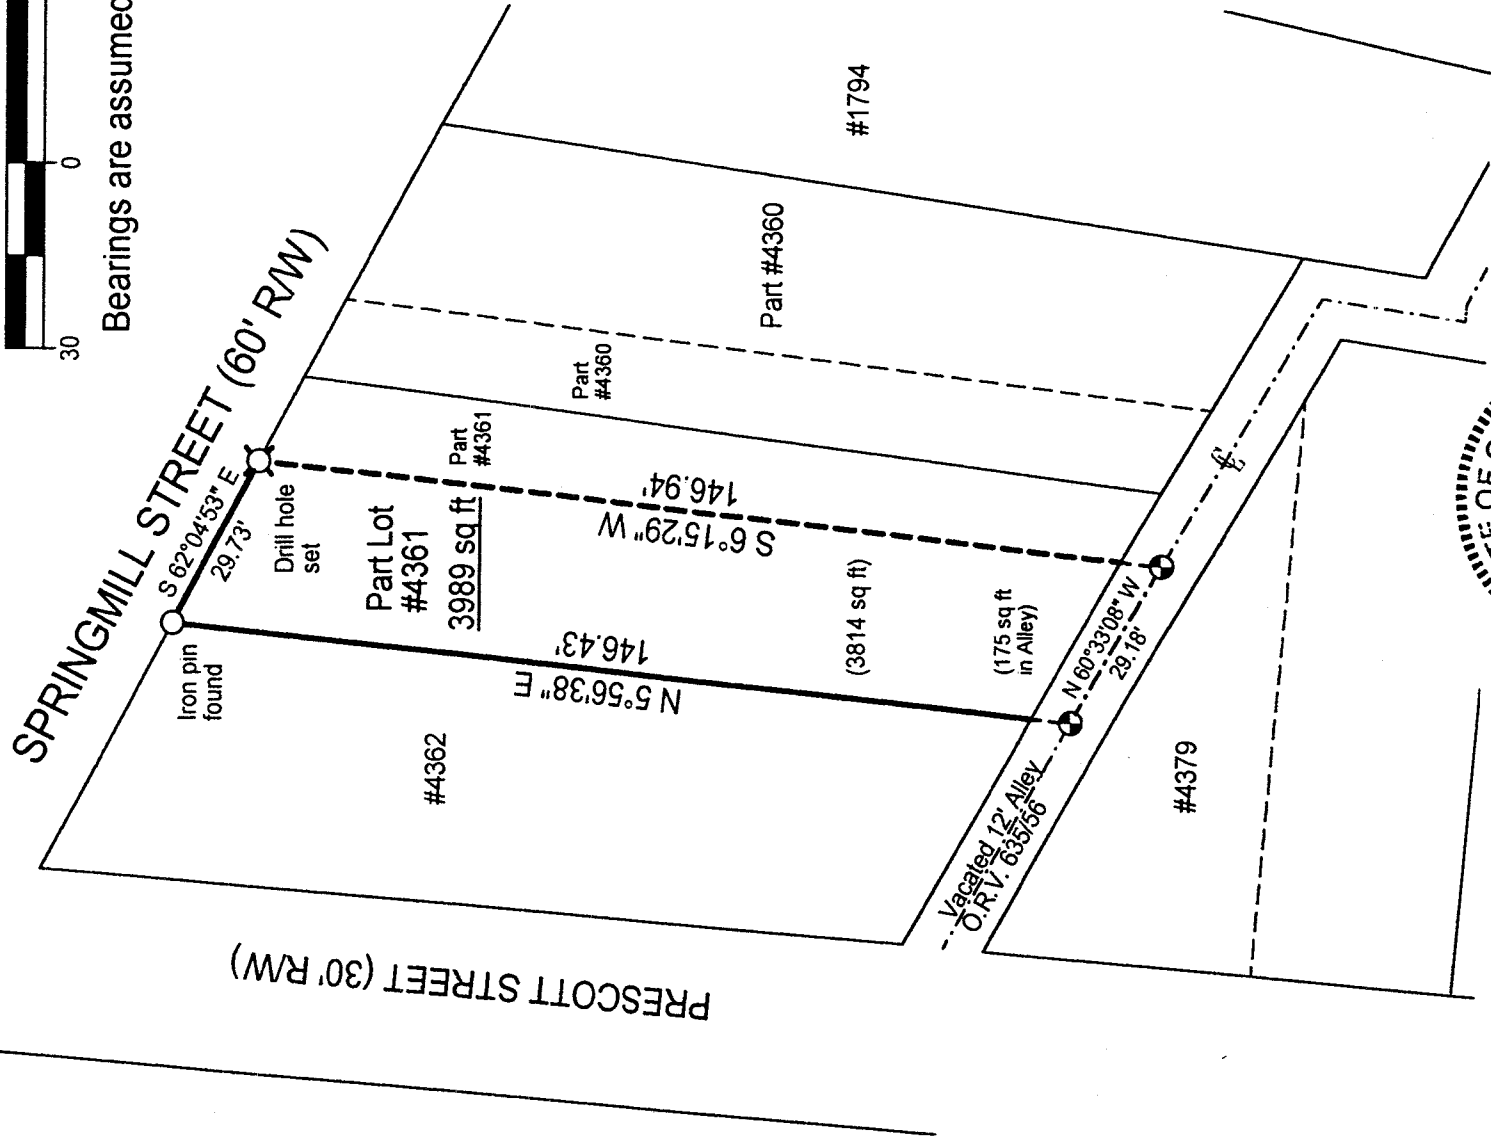 30
0
Bearings are assumed
SPRINGMILL STREET (60' R/W)
S 62°04'53" E
29.73'
Iron pin
found
Drill hole
set
Part Lot
#4361
3989 sq ft
Part
#4361
Part
#4360
Part #4360
#1794
#4362
N 5°56'38" E
146.43'
S 6°15'29" W
146.94'
(3814 sq ft)
(175 sq ft
in Alley)
N 60°33'08" W
29.18'
Vacated 12' Alley
O.R.V. 635/56
#4379
PRESCOTT STREET (30' R/W)